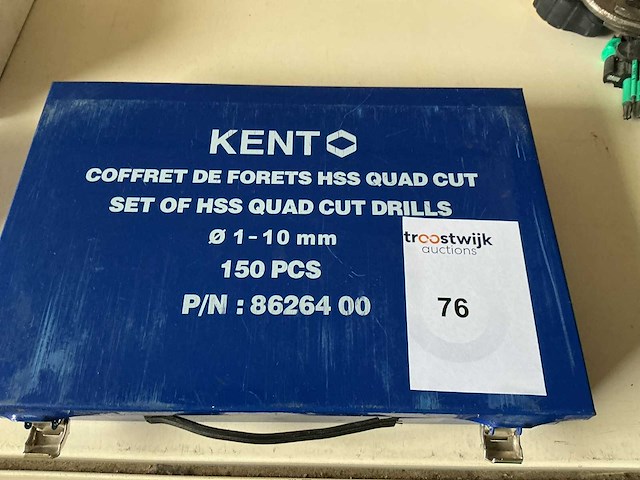 KENT
COFFRET DE FORETS HSS QUAD CUT
SET OF HSS QUAD CUT DRILLS
Ø 1-10 mm
150 PCS
P/N : 86264 00
troostwijk
auctions
76